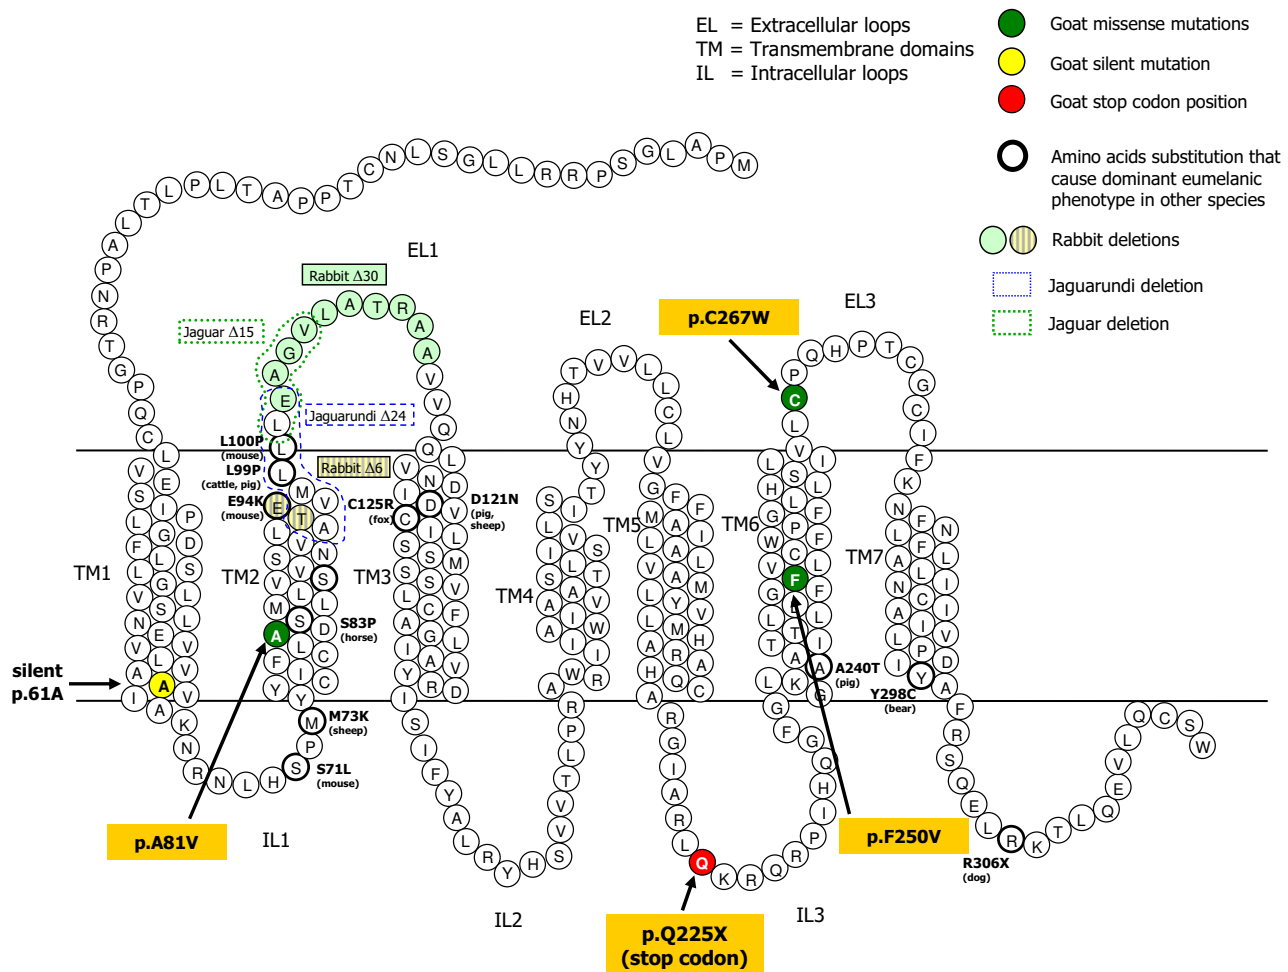 EL = Extracellular loops
TM = Transmembrane domains
IL = Intracellular loops
Goat missense mutations
Goat silent mutation
Goat stop codon position
Amino acids substitution that
cause dominant eumelanic
phenotype in other species
Rabbit deletions
Jaguarundi deletion
Jaguar deletion
M P A L G S P R R L L G S L N C T P P A T L P L T L A P N R T G P Q C
EL1
Rabbit Δ30
Jaguar Δ15
Jaguarundi Δ24
Rabbit Δ6
L100P
(mouse)
L99P
(cattle, pig)
E94K
(mouse)
C125R
(fox)
D121N
(pig,
sheep)
EL2
p.C267W
EL3
L L E A G V L A T R A A V V Q
N H T V V L L C L
C P Q H P T C G C I F K
L
V E
S I P
L G D
F L S
L G L
V S L
N E V
V L V
A A V
I A K
N R N L H S P M
TM1
TM2
TM3
TM4
TM5
TM6
TM7
S83P
(horse)
silent
p.61A
M73K
(sheep)
S71L
(mouse)
A240T
(pig)
Y298C
(bear)
p.A81V
IL1
S I F Y A L R Y H S V V T L P R
IL2
R G I A R L Q K R Q R P I H Q G F G
p.Q225X
(stop codon)
IL3
p.F250V
F R S Q E L R K T L Q E V L Q C S W
R306X
(dog)